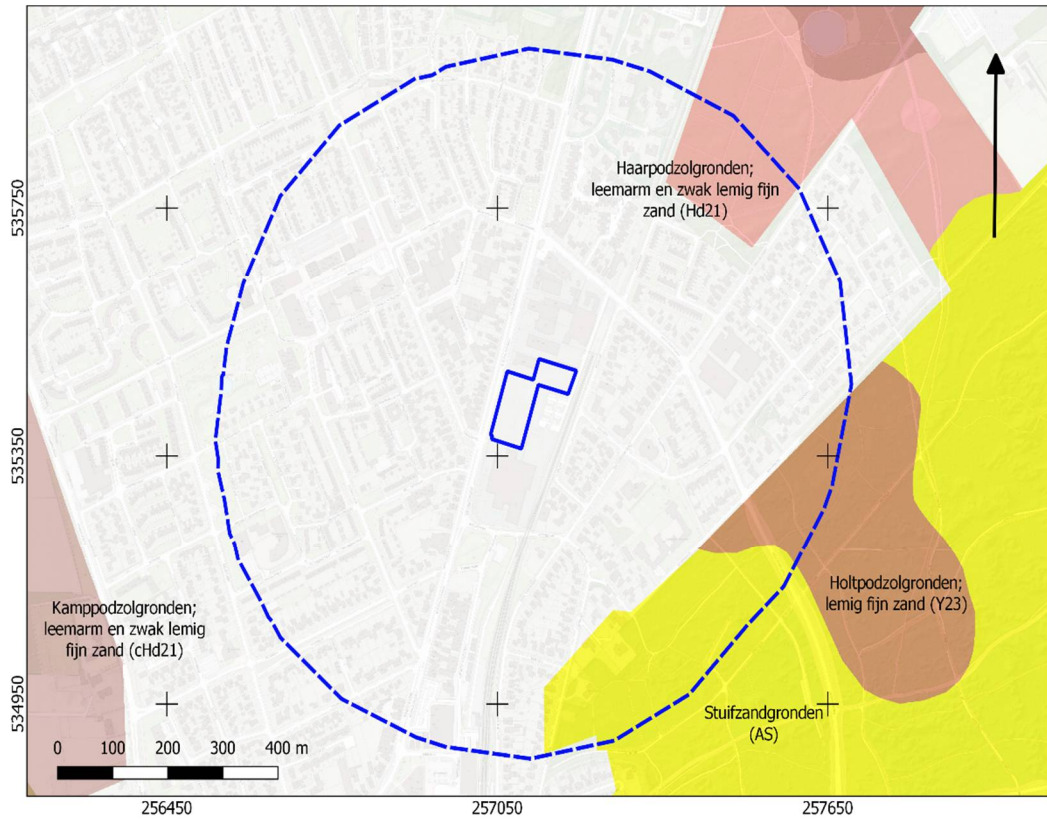 Haarpodzolgronden;
leemarm en zwak lemig fijn
zand (Hd21)
535750
535350
Holtpodzolgronden;
lemig fijn zand (Y23)
Kamppodzolgronden;
leemarm en zwak lemig
fijn zand (cHd21)
534950
Stuifzandgronden
(AS)
0 100 200 300 400 m
256450 257050 257650